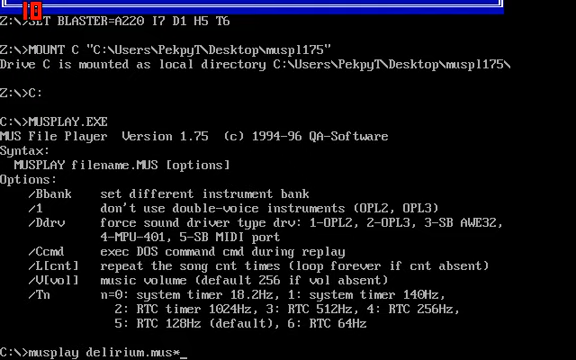 10
Z:\>SET BLASTER=A220 I7 D1 H5 T6
Z:\>MOUNT C "C:\Users\PekpyT\Desktop\muspl175"
Drive C is mounted as local directory C:\Users\PekpyT\Desktop\muspl175\
Z:\>C:
C:\>MUSPLAY.EXE
MUS File Player  Version 1.75  (c) 1994-96 QA-Software
Syntax:
MUSPLAY filename.MUS [options]
Options:
/Bbank    set different instrument bank
/1        don't use double-voice instruments (OPL2, OPL3)
/Ddrv     force sound driver type drv: 1-OPL2, 2-OPL3, 3-SB AWE32,
4-MPU-401, 5-SB MIDI port
/Ccmd     exec DOS command cmd during replay
/L[cnt]   repeat the song cnt times (loop forever if cnt absent)
/V[vol]   music volume (default 256 if vol absent)
/Tn       n=0: system timer 18.2Hz, 1: system timer 140Hz,
2: RTC timer 1024Hz, 3: RTC 512Hz, 4: RTC 256Hz,
5: RTC 128Hz (default), 6: RTC 64Hz
C:\>musplay delirium.mus*_